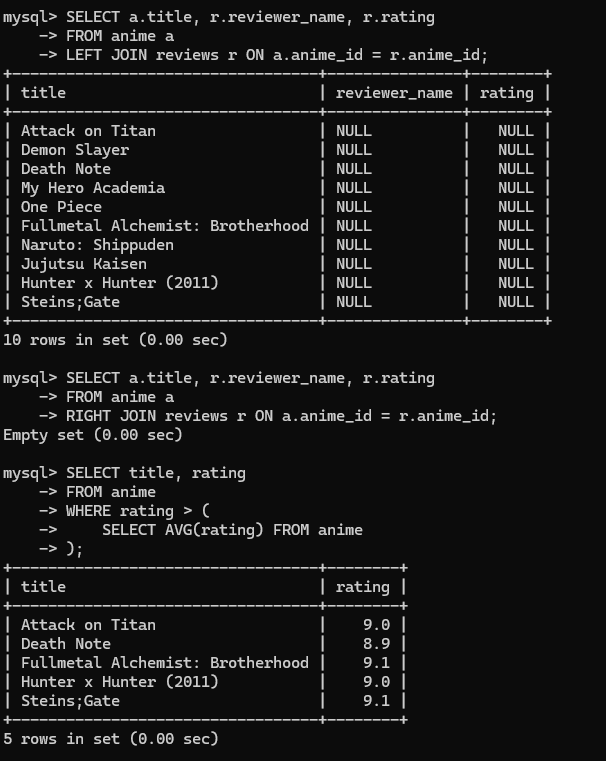 mysql> SELECT a.title, r.reviewer_name, r.rating
    -> FROM anime a
    -> LEFT JOIN reviews r ON a.anime_id = r.anime_id;
+----------------------------------+---------------+--------+
| title                            | reviewer_name | rating |
+----------------------------------+---------------+--------+
| Attack on Titan                  | NULL          |   NULL |
| Demon Slayer                     | NULL          |   NULL |
| Death Note                       | NULL          |   NULL |
| My Hero Academia                 | NULL          |   NULL |
| One Piece                        | NULL          |   NULL |
| Fullmetal Alchemist: Brotherhood | NULL          |   NULL |
| Naruto: Shippuden                | NULL          |   NULL |
| Jujutsu Kaisen                   | NULL          |   NULL |
| Hunter x Hunter (2011)           | NULL          |   NULL |
| Steins;Gate                      | NULL          |   NULL |
+----------------------------------+---------------+--------+
10 rows in set (0.00 sec)

mysql> SELECT a.title, r.reviewer_name, r.rating
    -> FROM anime a
    -> RIGHT JOIN reviews r ON a.anime_id = r.anime_id;
Empty set (0.00 sec)

mysql> SELECT title, rating
    -> FROM anime
    -> WHERE rating > (
    ->     SELECT AVG(rating) FROM anime
    -> );
+----------------------------------+--------+
| title                            | rating |
+----------------------------------+--------+
| Attack on Titan                  |    9.0 |
| Death Note                       |    8.9 |
| Fullmetal Alchemist: Brotherhood |    9.1 |
| Hunter x Hunter (2011)           |    9.0 |
| Steins;Gate                      |    9.1 |
+----------------------------------+--------+
5 rows in set (0.00 sec)